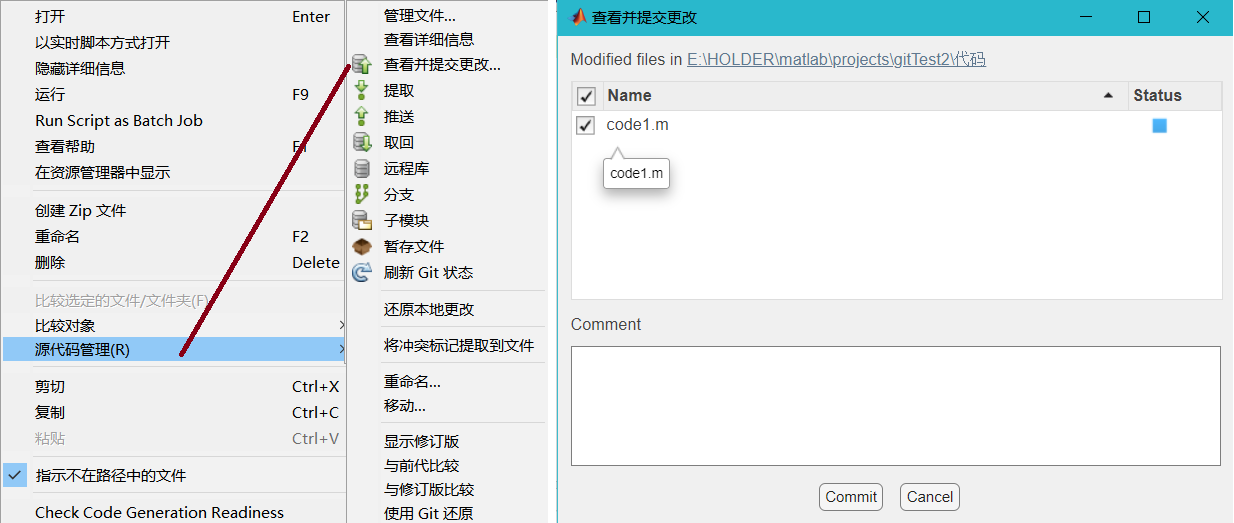 打开 Enter
以实时脚本方式打开
隐藏详细信息
运行 F9
Run Script as Batch Job
查看帮助 F1
在资源管理器中显示
创建 Zip 文件
重命名 F2
删除 Delete
比较选定的文件/文件夹(F)
比较对象
源代码管理(R)
剪切 Ctrl+X
复制 Ctrl+C
粘贴 Ctrl+V
指示不在路径中的文件
Check Code Generation Readiness
管理文件...
查看详细信息
查看并提交更改...
提取
推送
取回
远程库
分支
子模块
暂存文件
刷新 Git 状态
还原本地更改
将冲突标记提取到文件
重命名...
移动...
显示修订版
与前代比较
与修订版比较
使用 Git 还原
查看并提交更改
Modified files in E:\HOLDER\matlab\projects\gitTest2\代码
Name Status
code1.m
code1.m
Comment
Commit Cancel